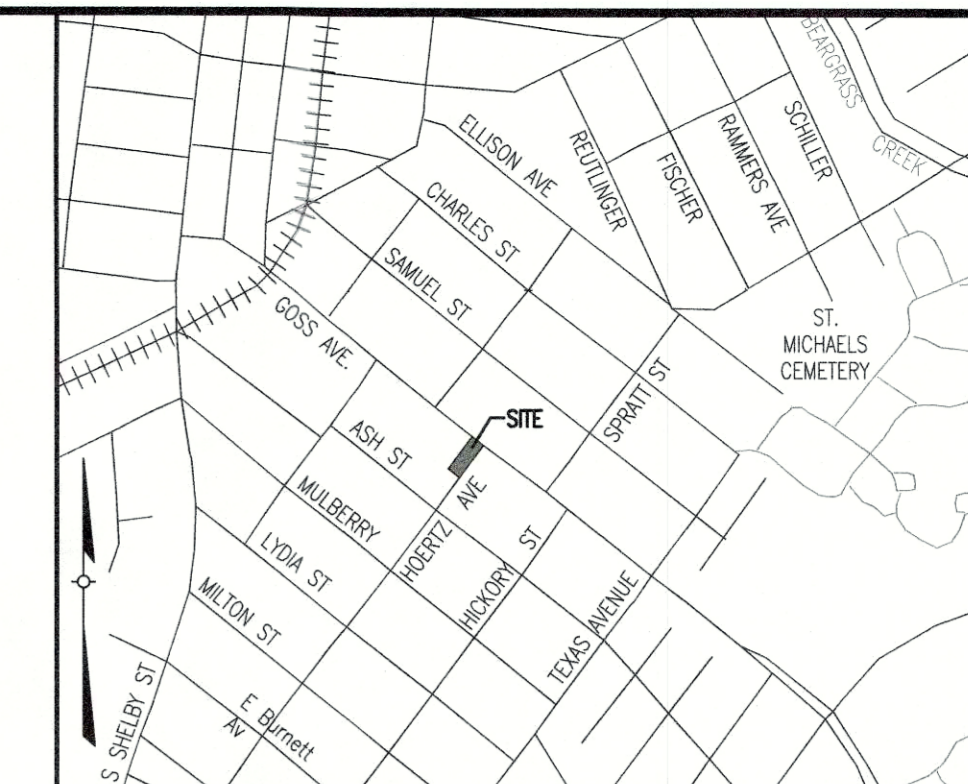 BEARGRASS
CREEK
ELLISON AVE
REUTLINGER
FISCHER
RAMMERS AVE
SCHILLER
CHARLES ST
SAMUEL ST
GOSS AVE.
ST.
MICHAELS
CEMETERY
SPRATT ST
SITE
ASH ST
MULBERRY
HOERTZ AVE
HICKORY ST
LYDIA ST
MILTON ST
TEXAS AVENUE
E Burnett
Av
S SHELBY ST